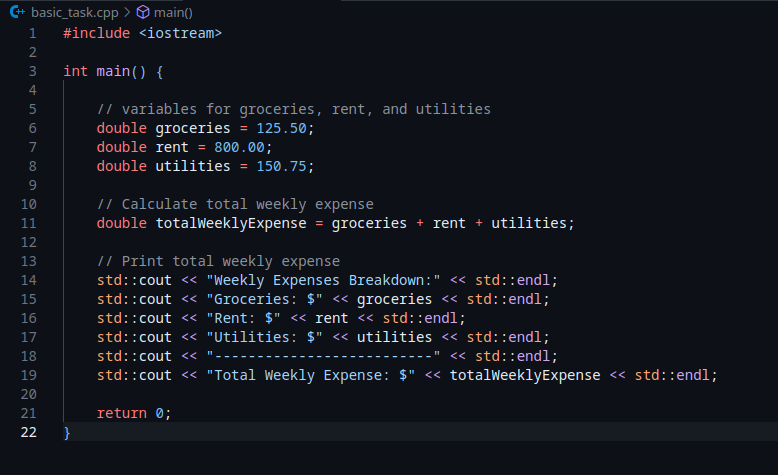 basic_task.cpp > main()
1 #include <iostream>
2
3 int main() {
4
5 // variables for groceries, rent, and utilities
6 double groceries = 125.50;
7 double rent = 800.00;
8 double utilities = 150.75;
9
10 // Calculate total weekly expense
11 double totalWeeklyExpense = groceries + rent + utilities;
12
13 // Print total weekly expense
14 std::cout << "Weekly Expenses Breakdown:" << std::endl;
15 std::cout << "Groceries: $" << groceries << std::endl;
16 std::cout << "Rent: $" << rent << std::endl;
17 std::cout << "Utilities: $" << utilities << std::endl;
18 std::cout << "--------------------------" << std::endl;
19 std::cout << "Total Weekly Expense: $" << totalWeeklyExpense << std::endl;
20
21 return 0;
22 }